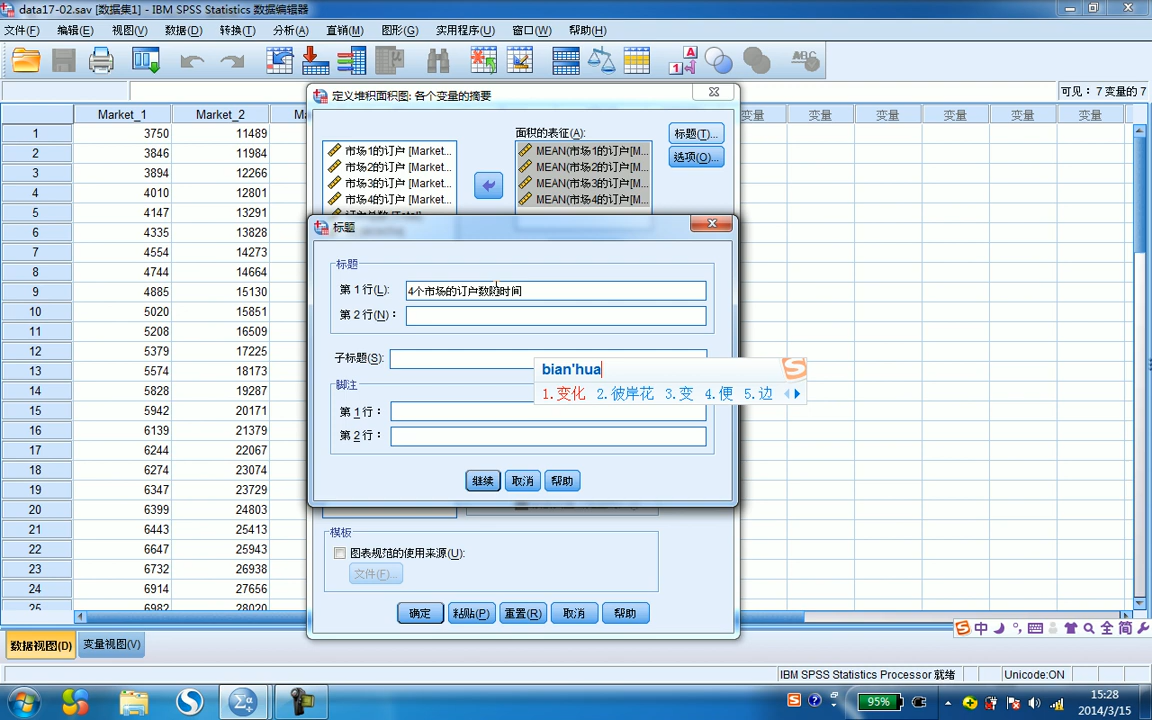 data17-02.sav [数据集1] - IBM SPSS Statistics 数据编辑器
文件(F) 编辑(E) 视图(V) 数据(D) 转换(T) 分析(A) 直销(M) 图形(G) 实用程序(U) 窗口(W) 帮助(H)
可见： 7 变量的 7
Market_1 Market_2 变量 变量 变量 变量 变量 变量
1 3750 11489
2 3846 11984
3 3894 12266
4 4010 12801
5 4147 13291
6 4335 13828
7 4554 14273
8 4744 14664
9 4885 15130
10 5020 15851
11 5208 16509
12 5379 17225
13 5574 18173
14 5828 19287
15 5942 20171
16 6139 21379
17 6244 22067
18 6274 23074
19 6347 23729
20 6399 24803
21 6443 25413
22 6647 25943
23 6732 26938
24 6914 27656
25 6982 28020
定义堆积面积图: 各个变量的摘要
面积的表征(A):
市场1的订户 [Market...
市场2的订户 [Market...
市场3的订户 [Market...
市场4的订户 [Market...
订户总数 [Total]
MEAN(市场1的订户[M...
MEAN(市场2的订户[M...
MEAN(市场3的订户[M...
MEAN(市场4的订户[M...
标题(T)...
选项(O)...
标题
标题
第 1 行(L): 4个市场的订户数随时间
第 2 行(N)：
子标题(S):
脚注
第 1 行：
第 2 行：
继续 取消 帮助
bian'hua
1.变化 2.彼岸花 3.变 4.便 5.边
模板
图表规范的使用来源(U):
文件(F)...
确定 粘贴(P) 重置(R) 取消 帮助
中 全 简
数据视图(D) 变量视图(V)
IBM SPSS Statistics Processor 就绪 Unicode:ON
95%
15:28
2014/3/15